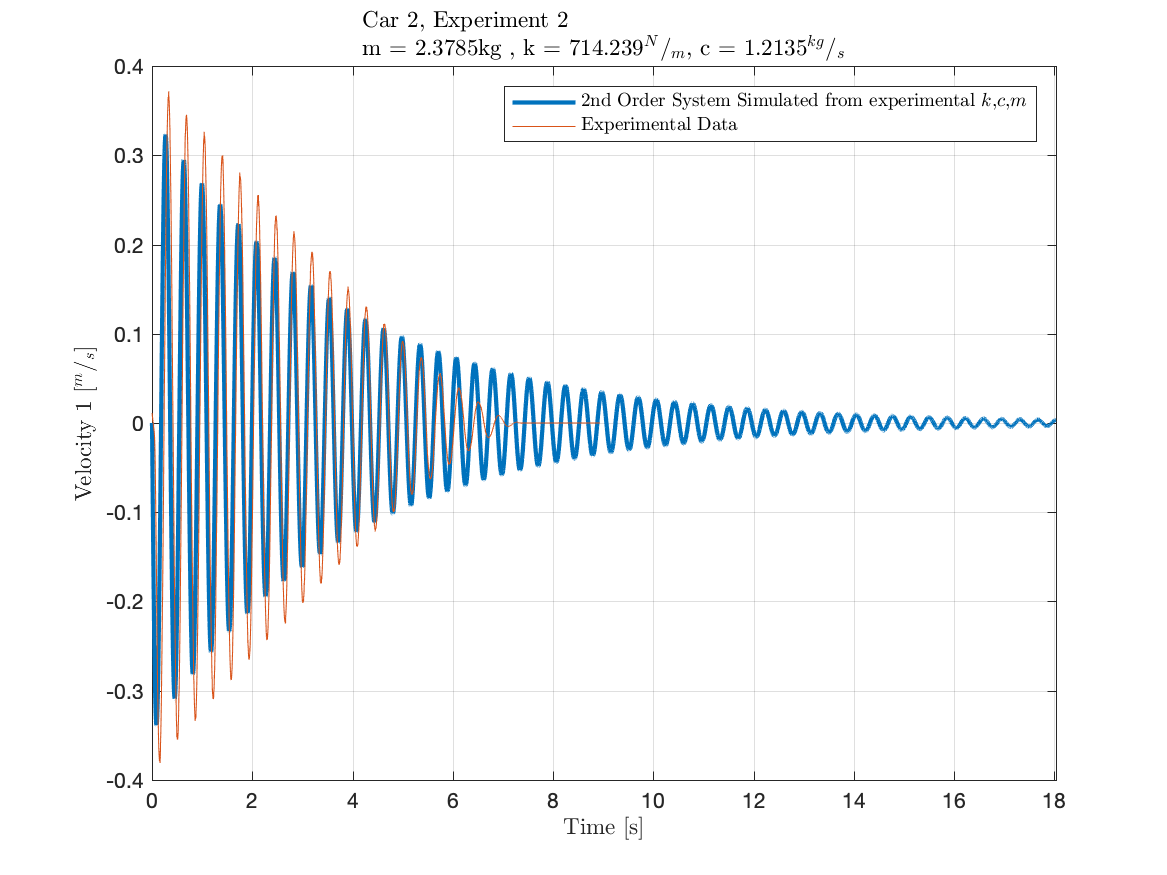 Car 2, Experiment 2
m = 2.3785kg , k = 714.239N/m, c = 1.2135kg/s
2nd Order System Simulated from experimental k,c,m
Experimental Data
0.4
0.3
0.2
0.1
0
-0.1
-0.2
-0.3
-0.4
Velocity 1 [m/s]
0 2 4 6 8 10 12 14 16 18
Time [s]